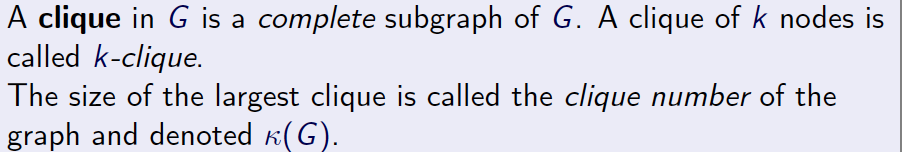 A clique in G is a complete subgraph of G. A clique of k nodes is
called k-clique.
The size of the largest clique is called the clique number of the
graph and denoted κ(G).